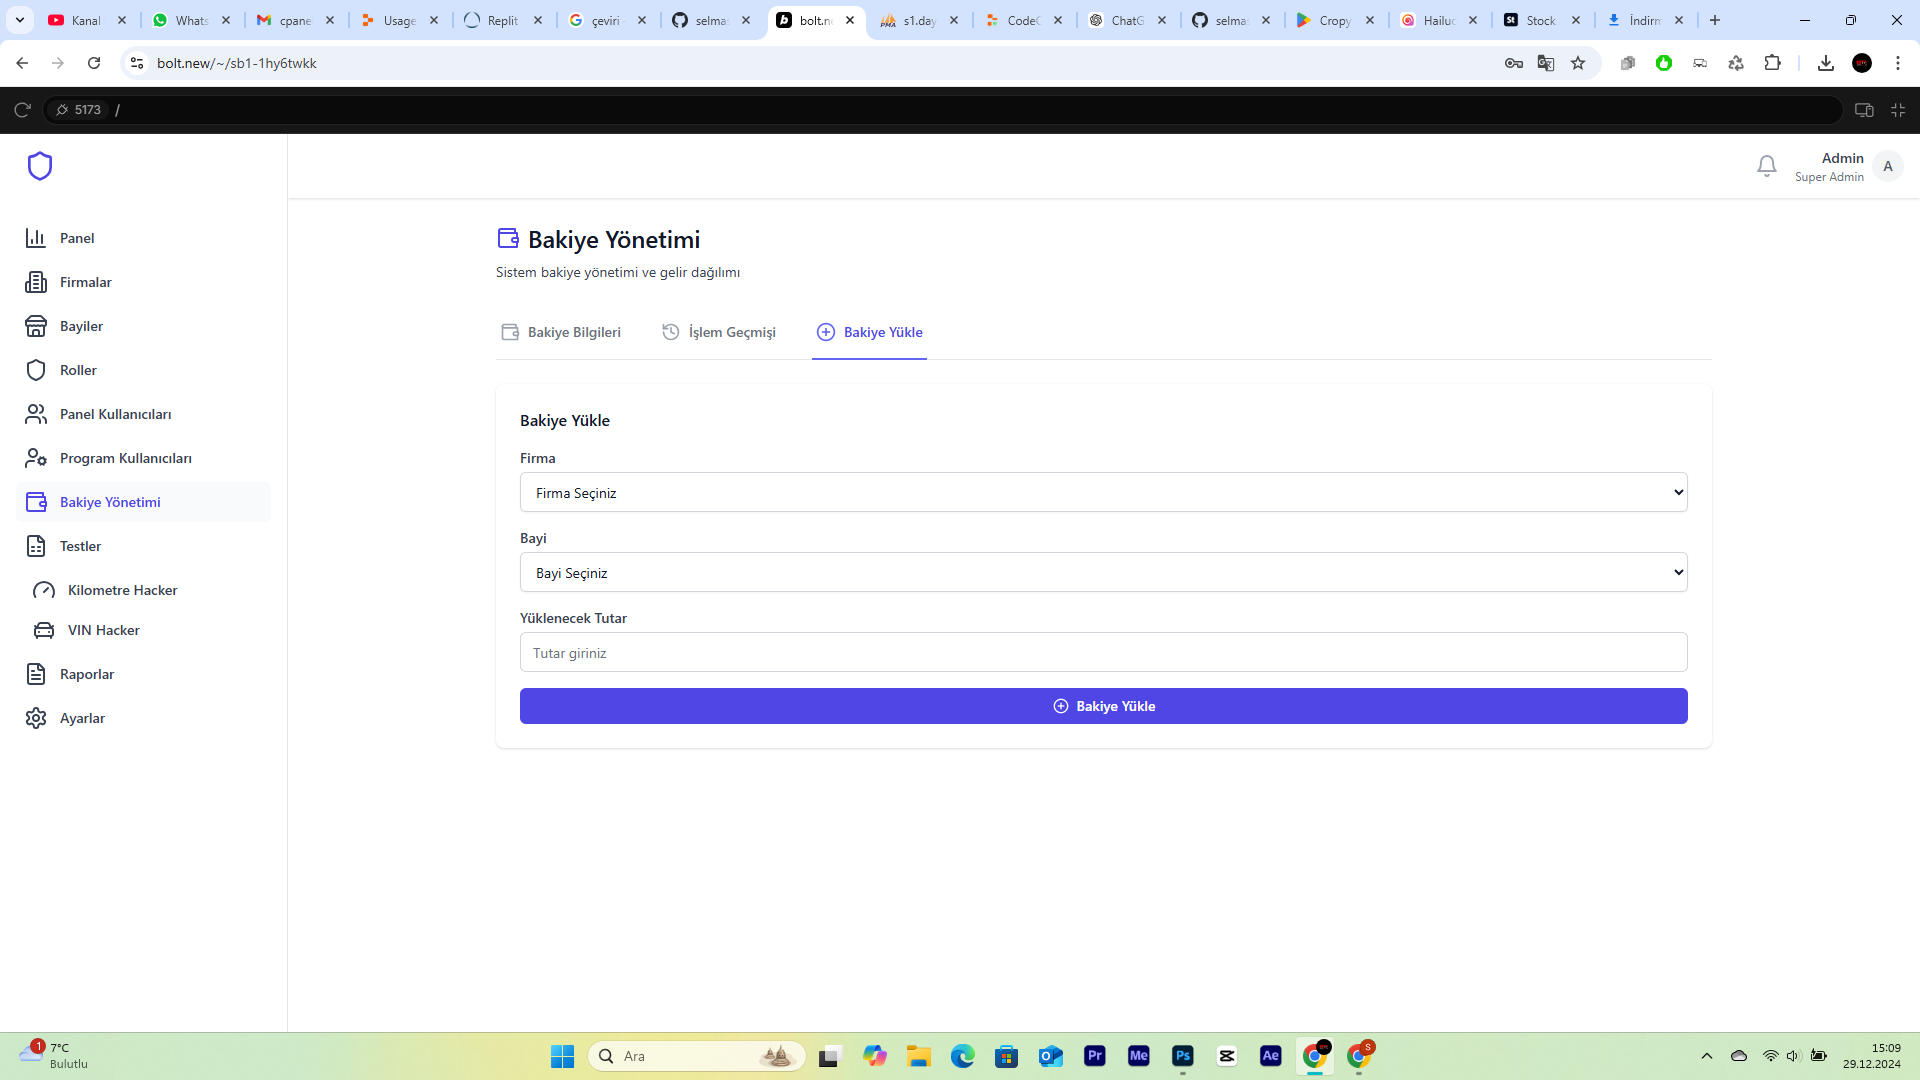 Kanal
Whats
cpane
Usage
Replit
çeviri
selma
bolt.n
s1.day
CodeC
ChatG
selma
Cropy
Hailuo
Stock
İndirm
bolt.new/~/sb1-1hy6twkk
5173 /
Admin
Super Admin
A
Panel
Firmalar
Bayiler
Roller
Panel Kullanıcıları
Program Kullanıcıları
Bakiye Yönetimi
Testler
Kilometre Hacker
VIN Hacker
Raporlar
Ayarlar
Bakiye Yönetimi
Sistem bakiye yönetimi ve gelir dağılımı
Bakiye Bilgileri
İşlem Geçmişi
Bakiye Yükle
Bakiye Yükle
Firma
Firma Seçiniz
Bayi
Bayi Seçiniz
Yüklenecek Tutar
Tutar giriniz
Bakiye Yükle
1
7°C
Bulutlu
Ara
Pr
Me
Ps
Ae
S
15:09
29.12.2024